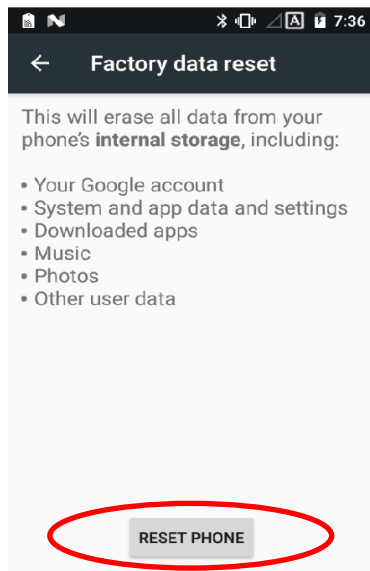 N A 7:36
Factory data reset
This will erase all data from your
phone's internal storage, including:
• Your Google account
• System and app data and settings
• Downloaded apps
• Music
• Photos
• Other user data
RESET PHONE